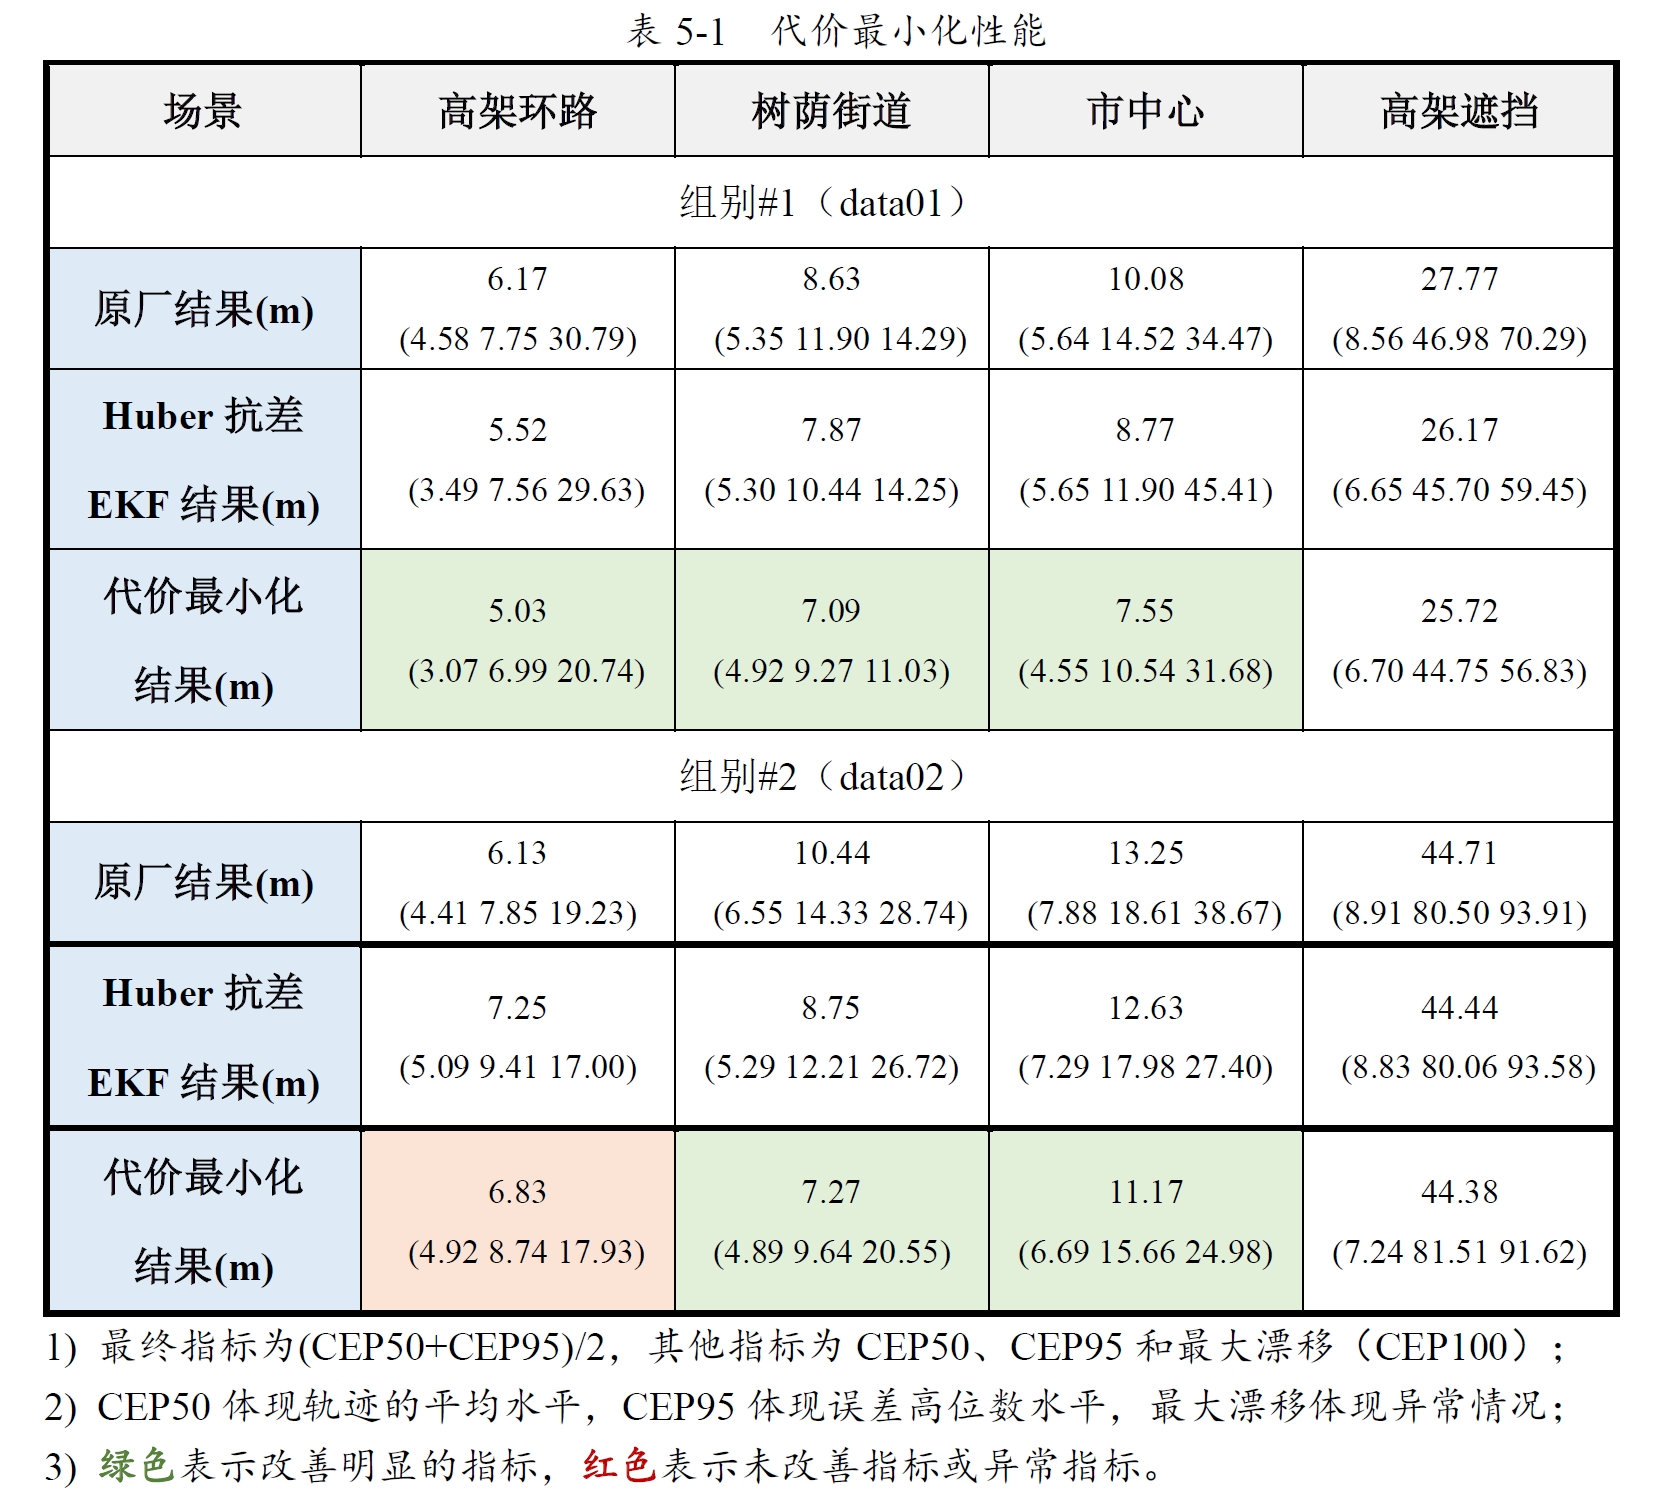 表 5-1 代价最小化性能
场景 高架环路 树荫街道 市中心 高架遮挡
组别#1（data01）
原厂结果(m)
6.17
(4.58 7.75 30.79)
8.63
(5.35 11.90 14.29)
10.08
(5.64 14.52 34.47)
27.77
(8.56 46.98 70.29)
Huber 抗差
EKF 结果(m)
5.52
(3.49 7.56 29.63)
7.87
(5.30 10.44 14.25)
8.77
(5.65 11.90 45.41)
26.17
(6.65 45.70 59.45)
代价最小化
结果(m)
5.03
(3.07 6.99 20.74)
7.09
(4.92 9.27 11.03)
7.55
(4.55 10.54 31.68)
25.72
(6.70 44.75 56.83)
组别#2（data02）
原厂结果(m)
6.13
(4.41 7.85 19.23)
10.44
(6.55 14.33 28.74)
13.25
(7.88 18.61 38.67)
44.71
(8.91 80.50 93.91)
Huber 抗差
EKF 结果(m)
7.25
(5.09 9.41 17.00)
8.75
(5.29 12.21 26.72)
12.63
(7.29 17.98 27.40)
44.44
(8.83 80.06 93.58)
代价最小化
结果(m)
6.83
(4.92 8.74 17.93)
7.27
(4.89 9.64 20.55)
11.17
(6.69 15.66 24.98)
44.38
(7.24 81.51 91.62)
1) 最终指标为(CEP50+CEP95)/2，其他指标为 CEP50、CEP95 和最大漂移（CEP100）；
2) CEP50 体现轨迹的平均水平，CEP95 体现误差高位数水平，最大漂移体现异常情况；
3) 绿色表示改善明显的指标，红色表示未改善指标或异常指标。